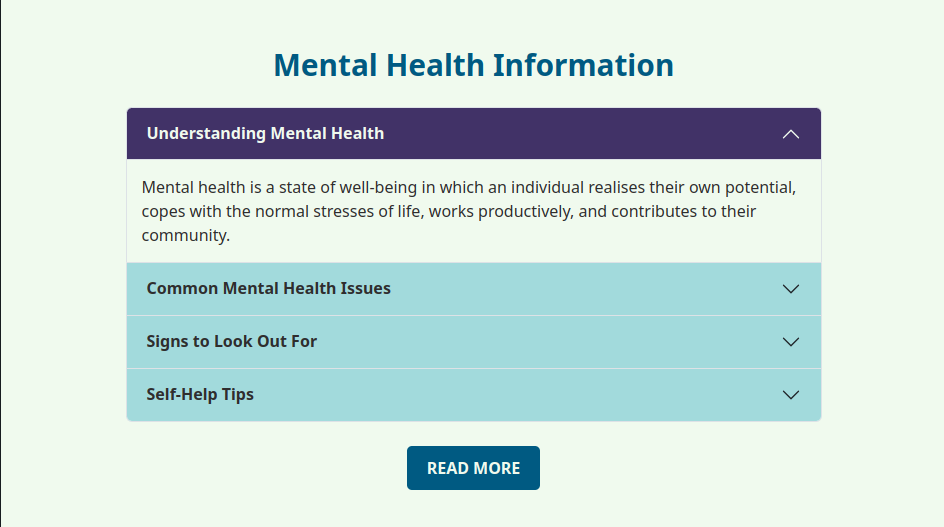 Mental Health Information
Understanding Mental Health
Mental health is a state of well-being in which an individual realises their own potential,
copes with the normal stresses of life, works productively, and contributes to their
community.
Common Mental Health Issues
Signs to Look Out For
Self-Help Tips
READ MORE